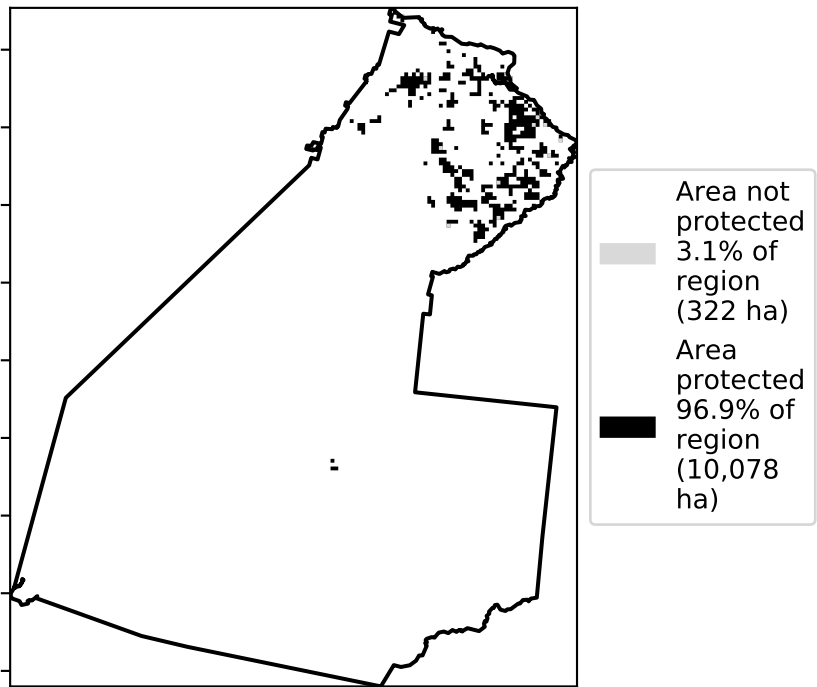 Area not
protected
3.1% of
region
(322 ha)
Area
protected
96.9% of
region
(10,078
ha)